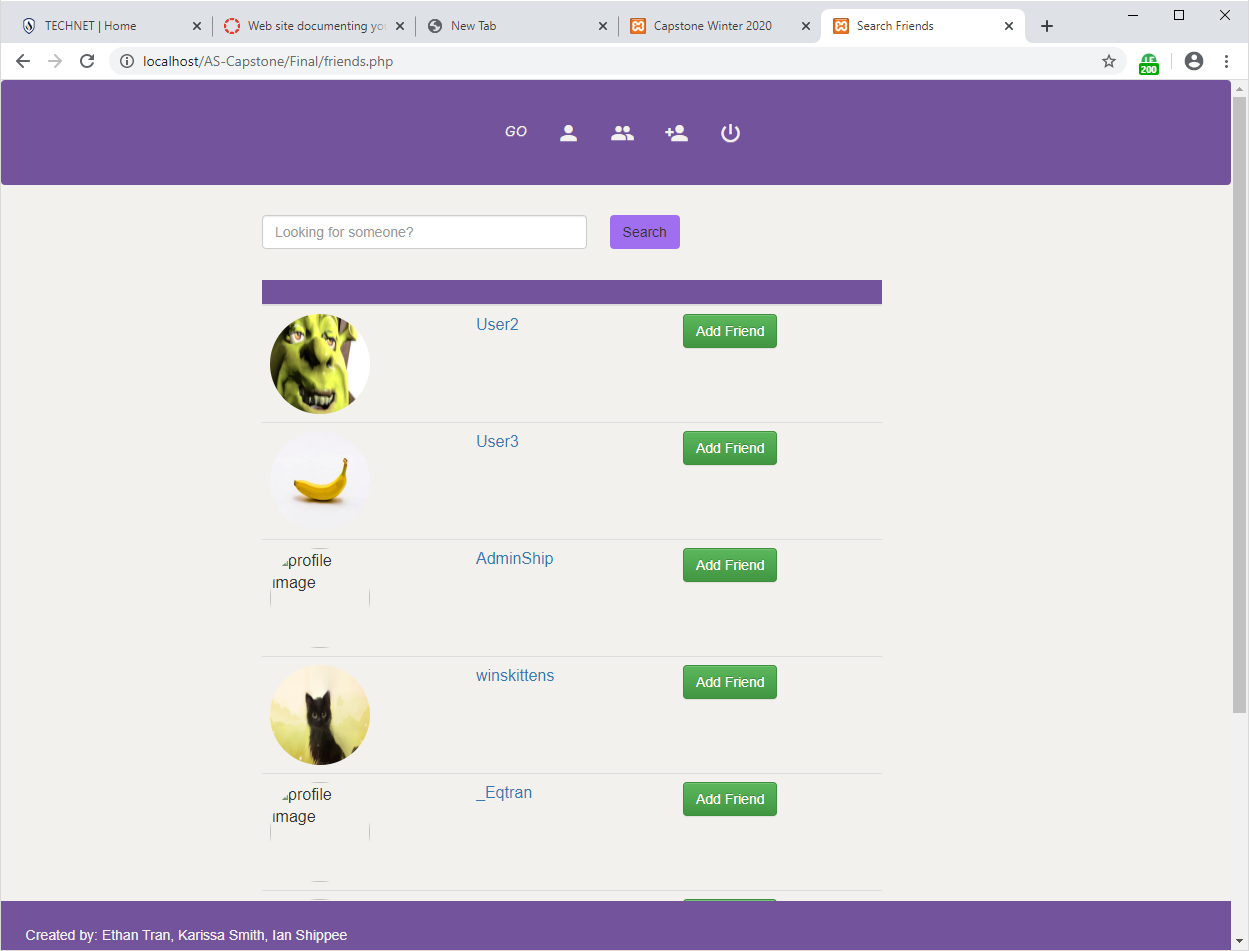 TECHNET | Home
Web site documenting you
New Tab
Capstone Winter 2020
Search Friends
localhost/AS-Capstone/Final/friends.php
200
GO
Looking for someone?
Search
User2
Add Friend
User3
Add Friend
profile
image
AdminShip
Add Friend
winskittens
Add Friend
profile
image
_Eqtran
Add Friend
Created by: Ethan Tran, Karissa Smith, Ian Shippee